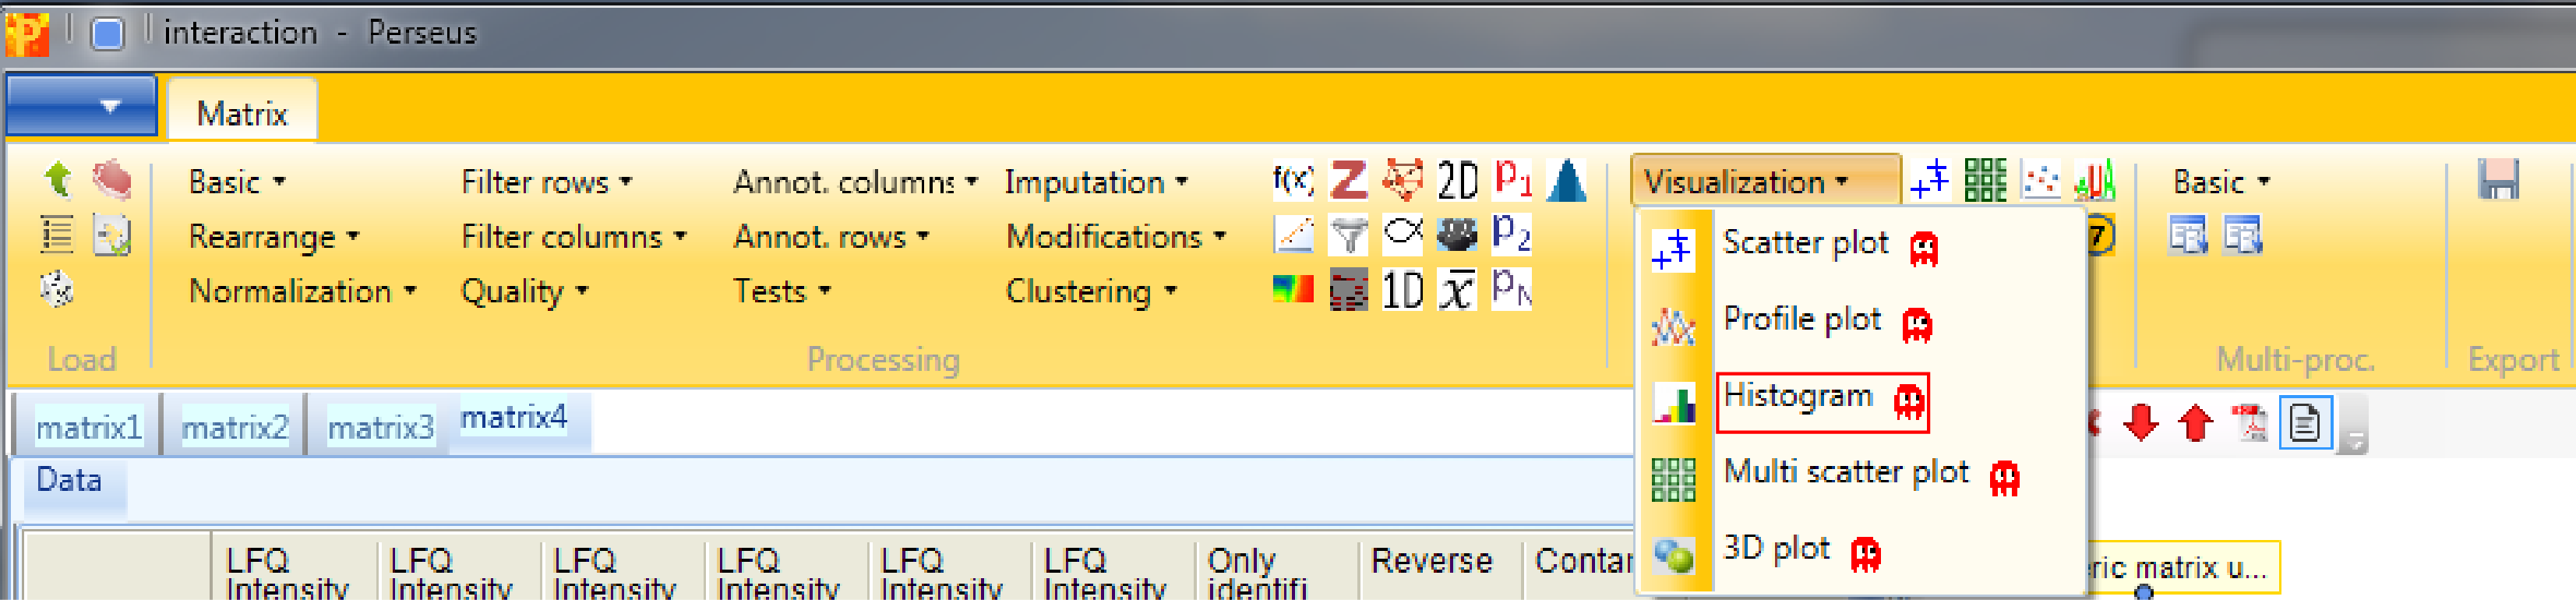 interaction - Perseus
Matrix
Basic
Filter rows
Annot. columns
Imputation
f(x)
Z
2D
P1
Visualization
Basic
Rearrange
Filter columns
Annot. rows
Modifications
P2
7
Normalization
Quality
Tests
Clustering
1D
x
PN
Load
Processing
Multi-proc.
Export
Scatter plot
Profile plot
Histogram
Multi scatter plot
3D plot
matrix1
matrix2
matrix3
matrix4
Data
LFQ Intensity
LFQ Intensity
LFQ Intensity
LFQ Intensity
LFQ Intensity
LFQ Intensity
Only identifi
Reverse
Contar
ric matrix u...